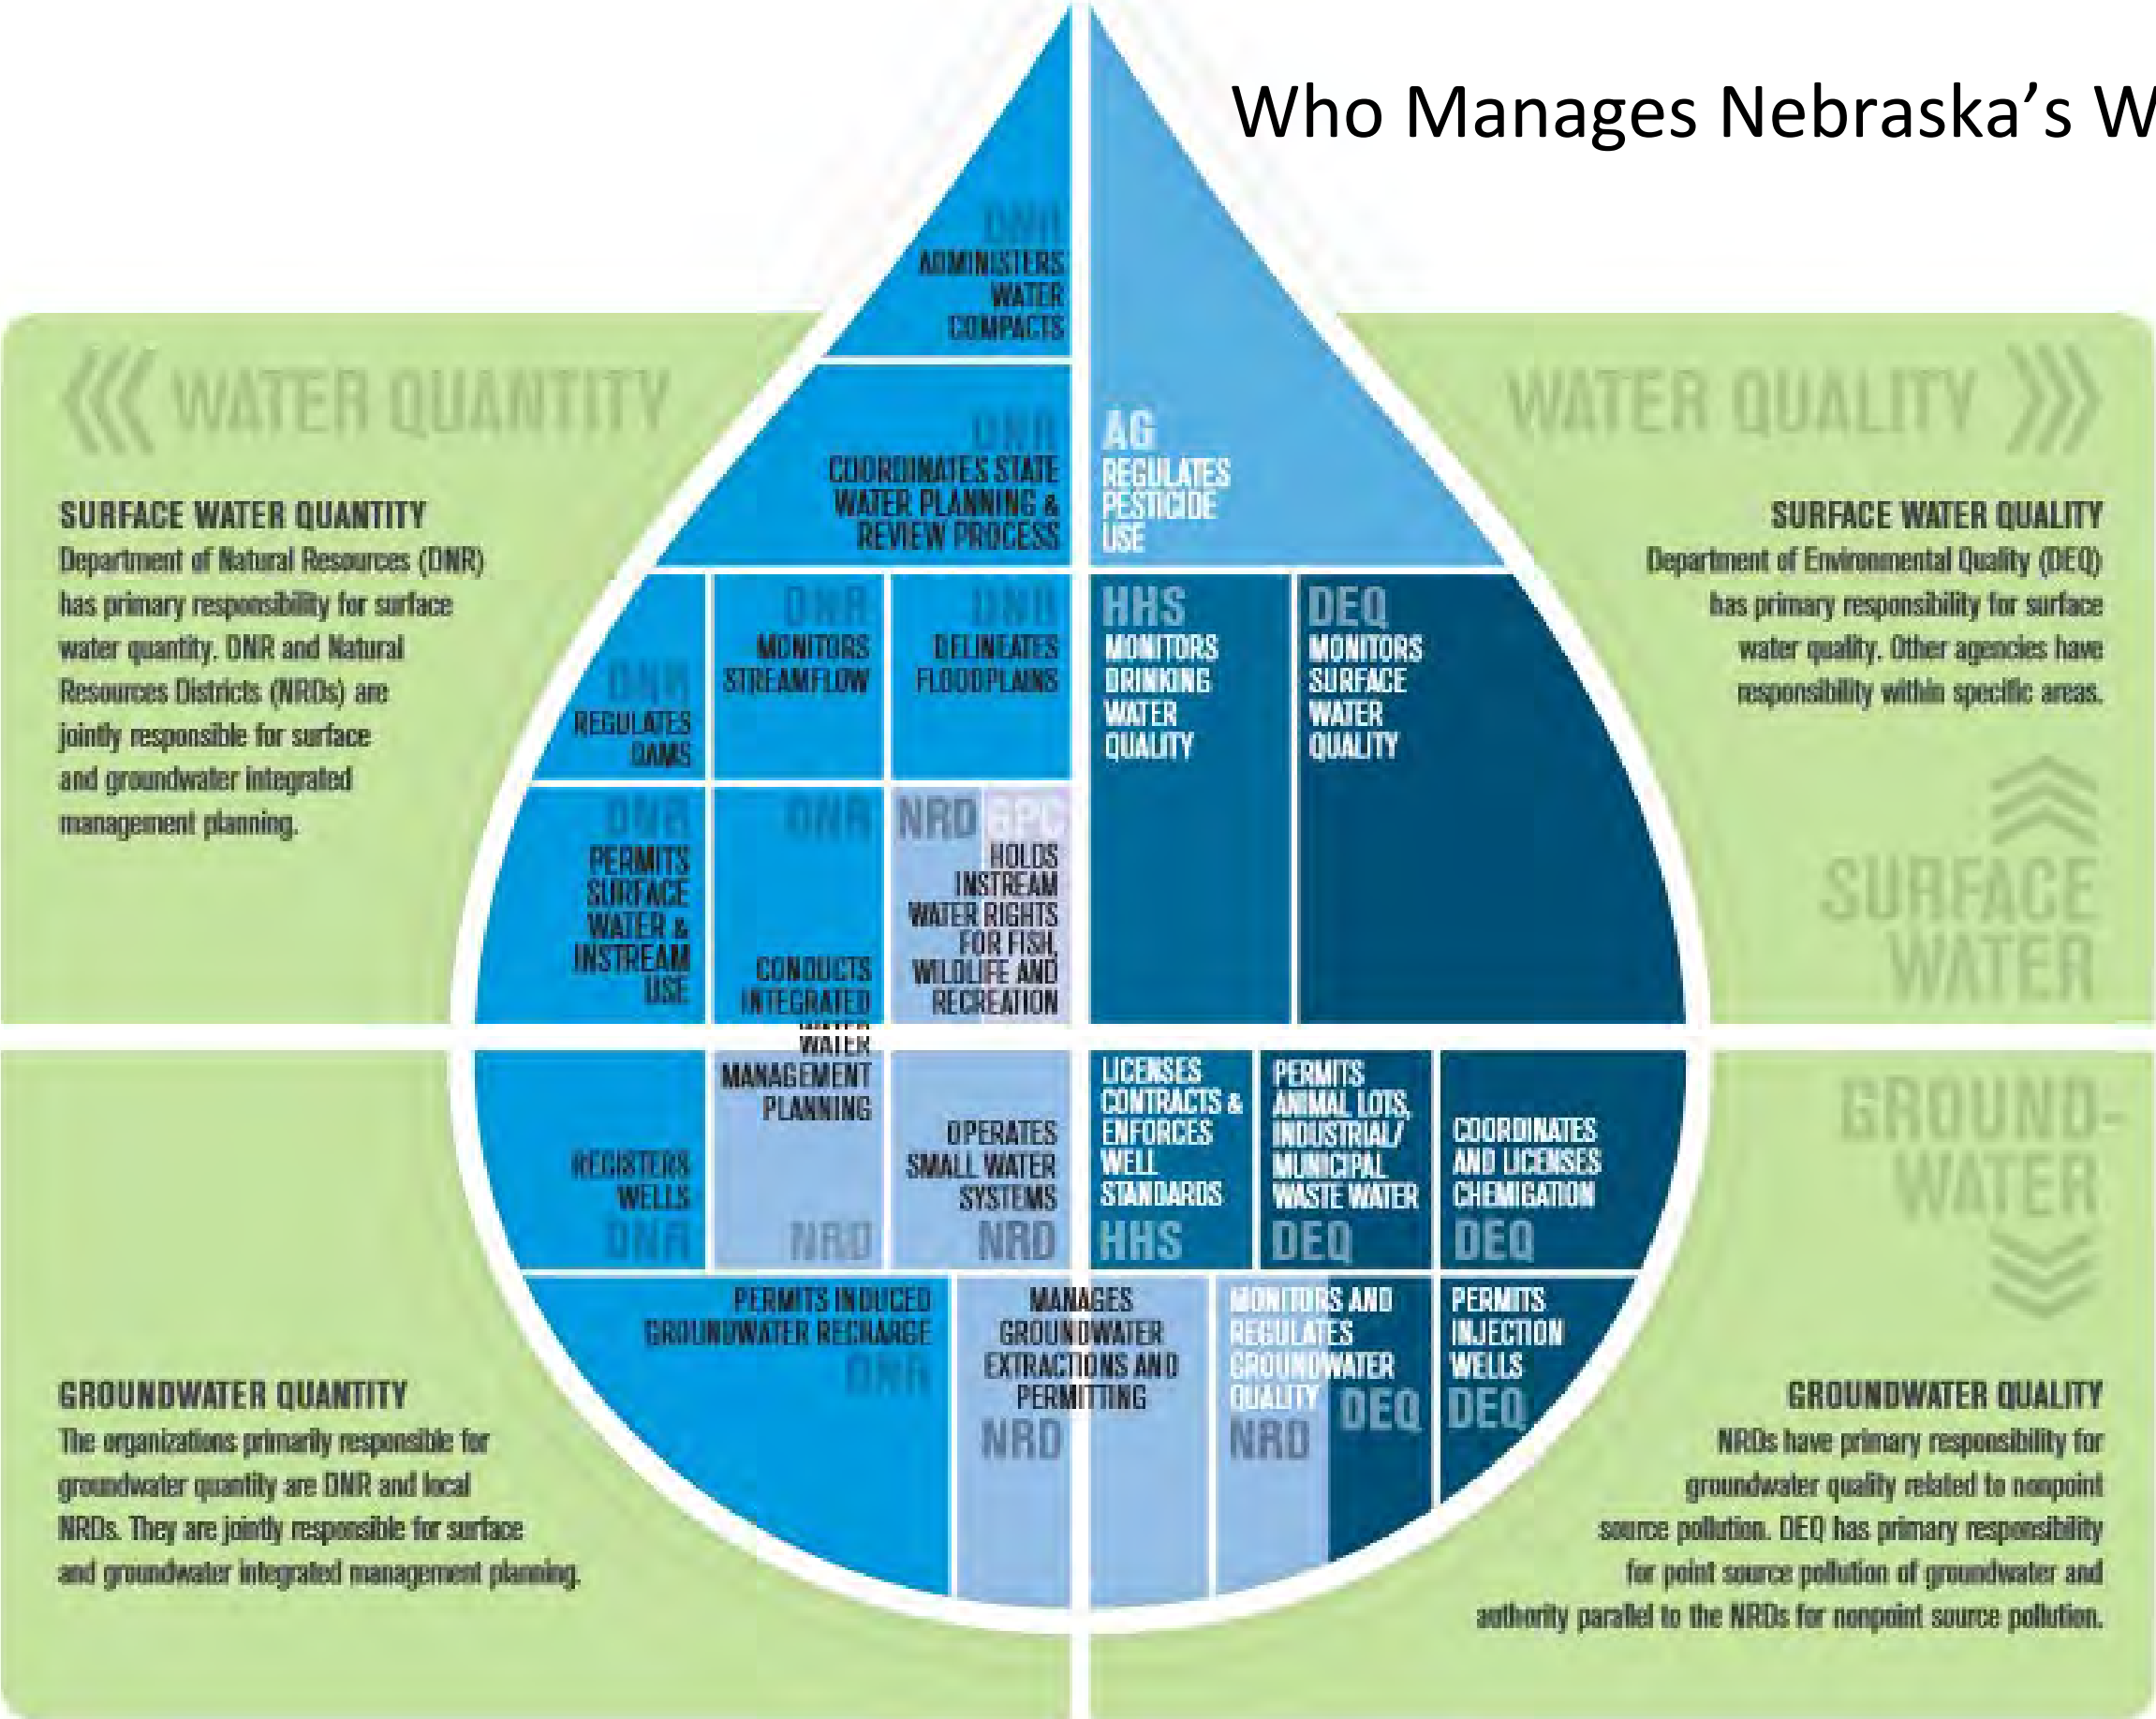 Who Manages Nebraska’s W
DNR
ADMINISTERS
WATER
COMPACTS
DNR
COORDINATES STATE
WATER PLANNING &
REVIEW PROCESS
AG
REGULATES
PESTICIDE
USE
WATER QUANTITY
SURFACE WATER QUANTITY
Department of Natural Resources (DNR)
has primary responsibility for surface
water quantity. DNR and Natural
Resources Districts (NRDs) are
jointly responsible for surface
and groundwater integrated
management planning.
WATER QUALITY
SURFACE WATER QUALITY
Department of Environmental Quality (DEQ)
has primary responsibility for surface
water quality. Other agencies have
responsibility within specific areas.
SURFACE
WATER
DNR
REGULATES
DAMS
DNR
MONITORS
STREAMFLOW
DNR
DELINEATES
FLOODPLAINS
HHS
MONITORS
DRINKING
WATER
QUALITY
DEQ
MONITORS
SURFACE
WATER
QUALITY
DNR
PERMITS
SURFACE
WATER &
INSTREAM
USE
DNR
CONDUCTS
INTEGRATED
WATER
WATER
MANAGEMENT
PLANNING
NRD
NRD GPC
HOLDS
INSTREAM
WATER RIGHTS
FOR FISH,
WILDLIFE AND
RECREATION
REGISTERS
WELLS
DNR
OPERATES
SMALL WATER
SYSTEMS
NRD
LICENSES
CONTRACTS &
ENFORCES
WELL
STANDARDS
HHS
PERMITS
ANIMAL LOTS,
INDUSTRIAL/
MUNICIPAL
WASTE WATER
DEQ
COORDINATES
AND LICENSES
CHEMIGATION
DEQ
PERMITS INDUCED
GROUNDWATER RECHARGE
DNR
MANAGES
GROUNDWATER
EXTRACTIONS AND
PERMITTING
NRD
MONITORS AND
REGULATES
GROUNDWATER
QUALITY
NRD
DEQ
PERMITS
INJECTION
WELLS
DEQ
GROUND-
WATER
GROUNDWATER QUANTITY
The organizations primarily responsible for
groundwater quantity are DNR and local
NRDs. They are jointly responsible for surface
and groundwater integrated management planning.
GROUNDWATER QUALITY
NRDs have primary responsibility for
groundwater quality related to nonpoint
source pollution. DEQ has primary responsibility
for point source pollution of groundwater and
authority parallel to the NRDs for nonpoint source pollution.